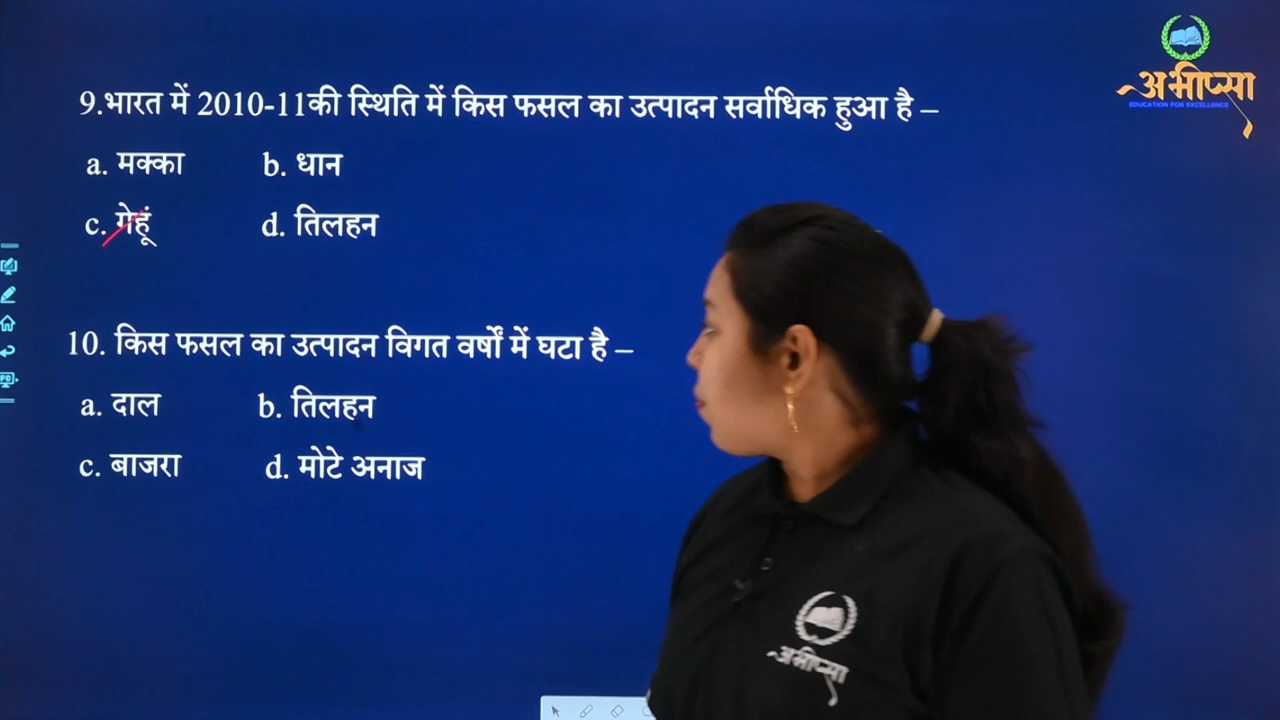 अभीप्सा
EDUCATION FOR EXCELLENCE
9.भारत में 2010-11की स्थिति में किस फसल का उत्पादन सर्वाधिक हुआ है –
a. मक्का b. धान
c. गेहूं d. तिलहन
10. किस फसल का उत्पादन विगत वर्षों में घटा है –
a. दाल b. तिलहन
c. बाजरा d. मोटे अनाज
अभीप्सा